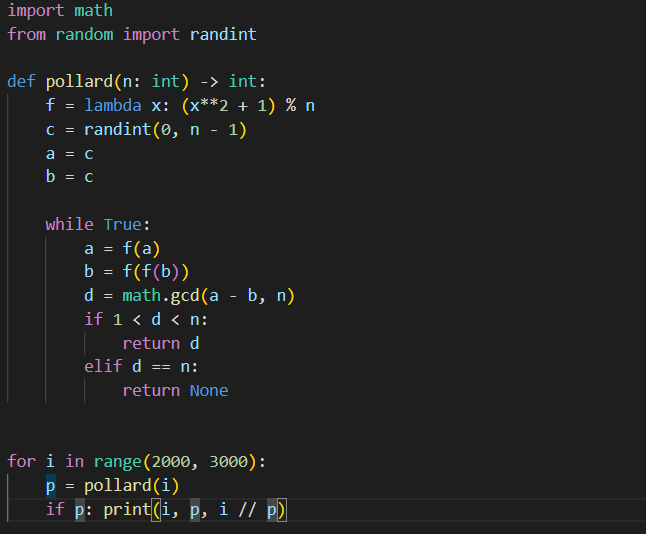 import math
from random import randint
def pollard(n: int) -> int:
    f = lambda x: (x**2 + 1) % n
    c = randint(0, n - 1)
    a = c
    b = c
    while True:
        a = f(a)
        b = f(f(b))
        d = math.gcd(a - b, n)
        if 1 < d < n:
            return d
        elif d == n:
            return None
for i in range(2000, 3000):
    p = pollard(i)
    if p: print(i, p, i // p)